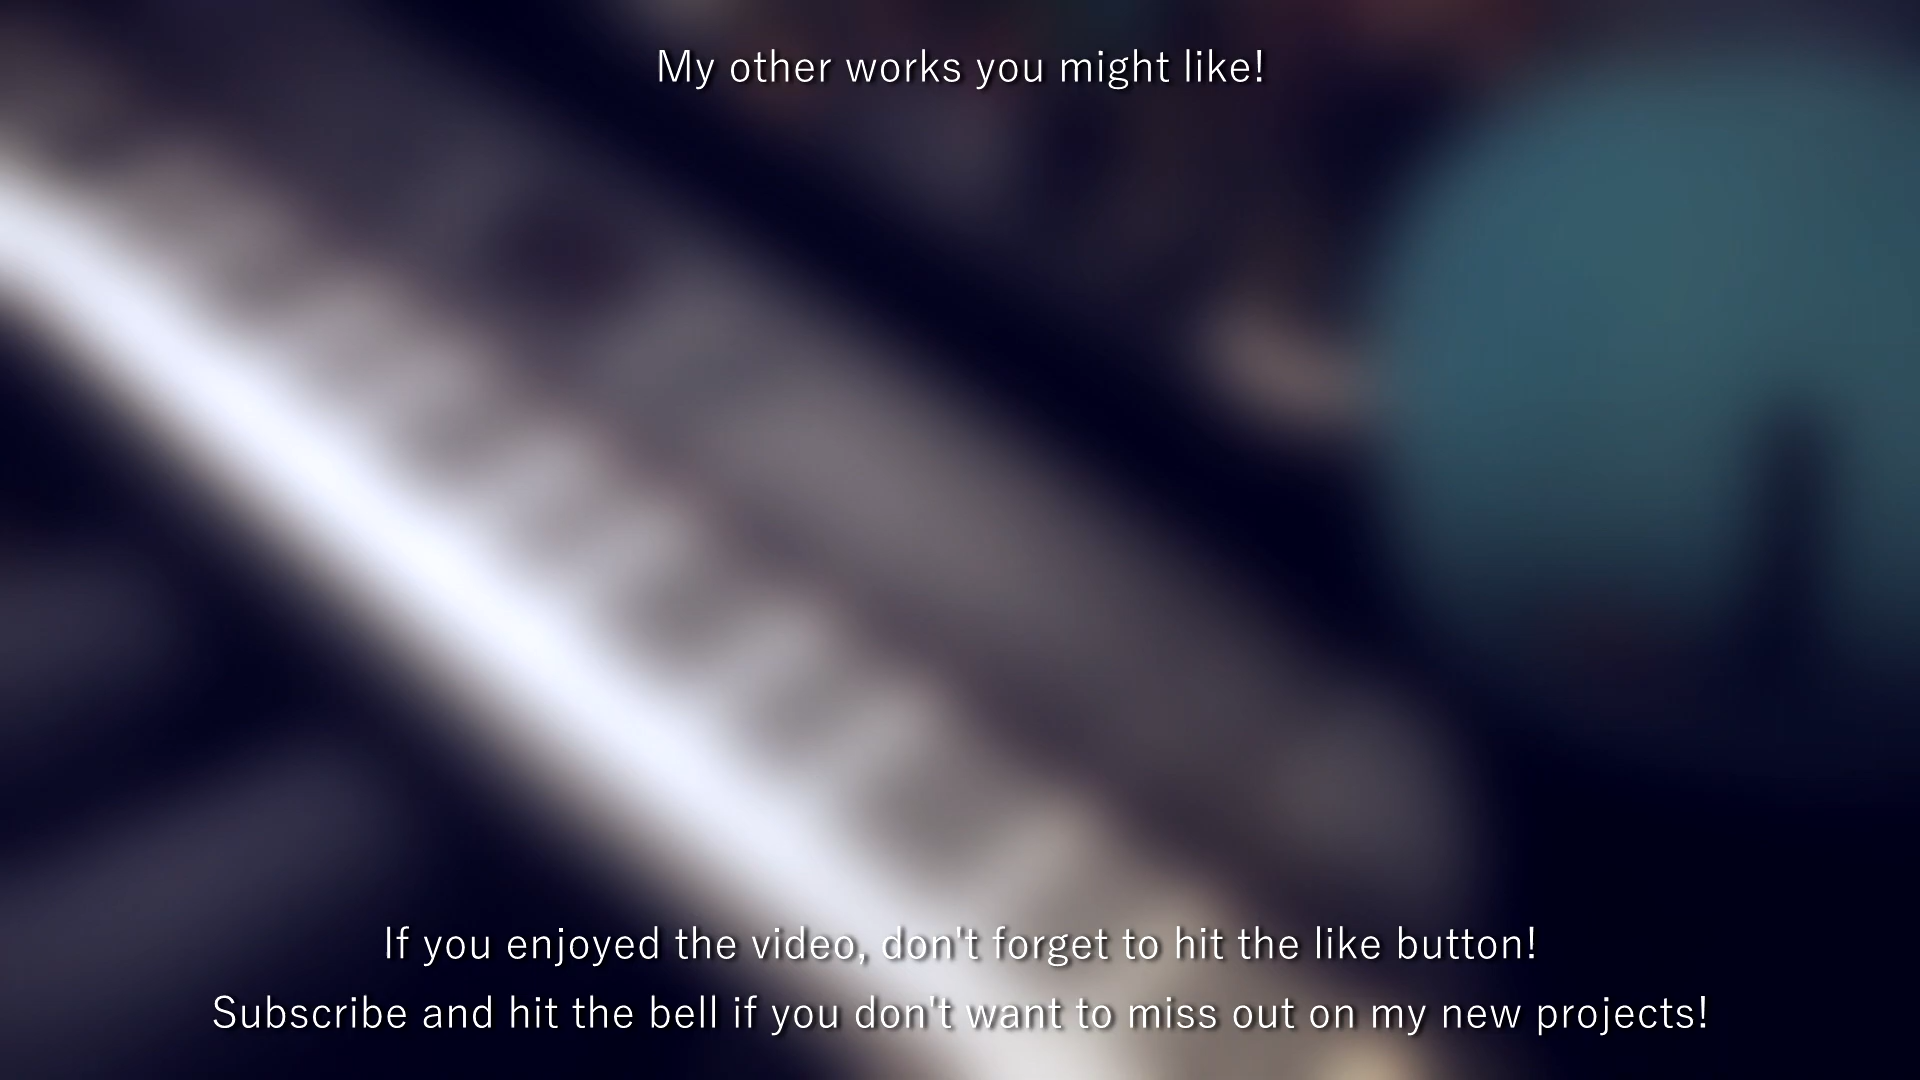 My other works you might like!
If you enjoyed the video, don't forget to hit the like button!
Subscribe and hit the bell if you don't want to miss out on my new projects!